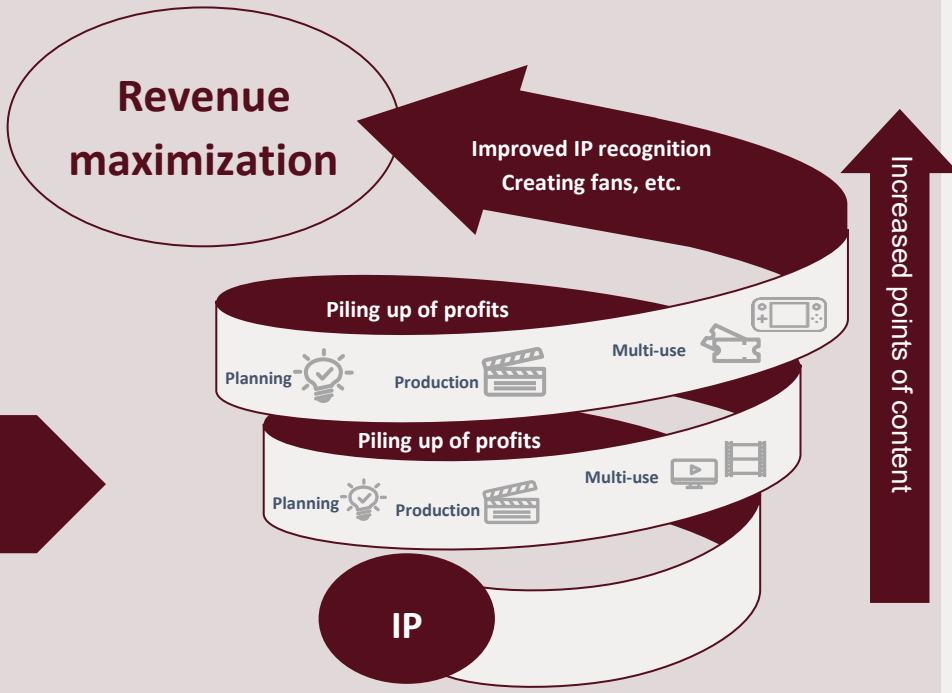 Revenue
maximization
Improved IP recognition
Creating fans, etc.
Increased points of content
Piling up of profits
Planning
Production
Multi-use
Piling up of profits
Planning
Production
Multi-use
IP